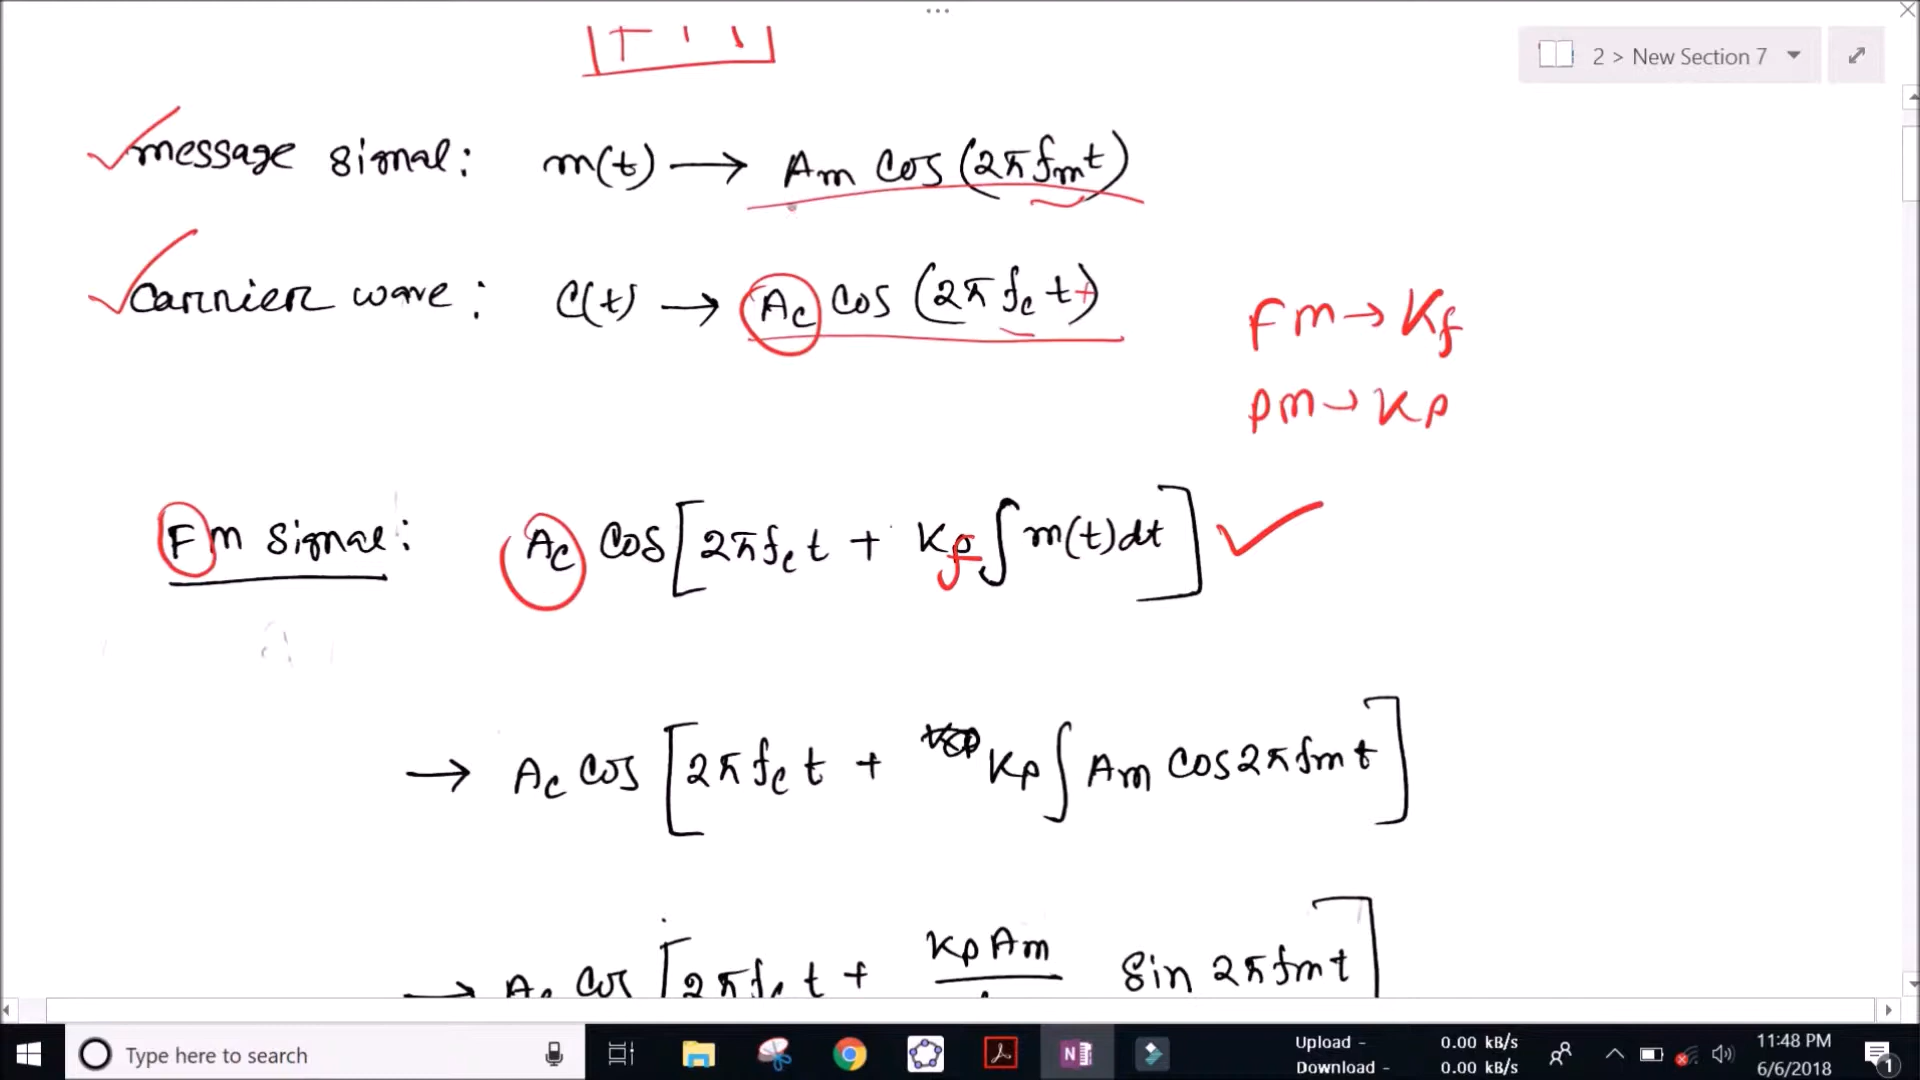 2 > New Section 7
message signal: m(t) → Am Cos (2π fm t)
Carrier wave: C(t) → Ac Cos (2π fc t+)
Fm → Kf
Pm → Kp
Fm Signal: Ac Cos [2πfc t + Kf ∫ m(t) dt]
→ Ac Cos [2π fc t + Kp ∫ Am Cos 2π fm t]
→ Ac Cos [2π fc t + Kp Am
Sin 2π fm t]
Type here to search
Upload - 0.00 kB/s
Download - 0.00 kB/s
11:48 PM
6/6/2018
1